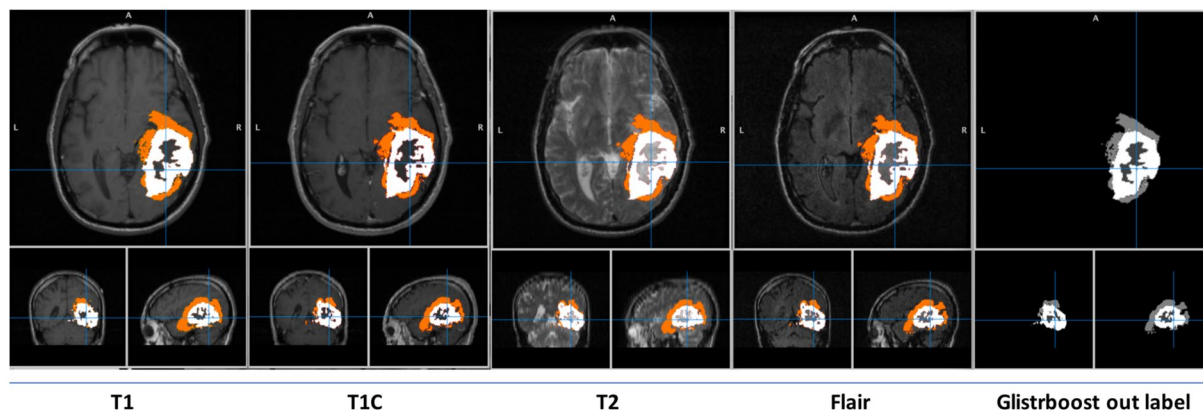 A A A A A
L R L R L R L R L R
T1 T1C T2 Flair Glistrboost out label